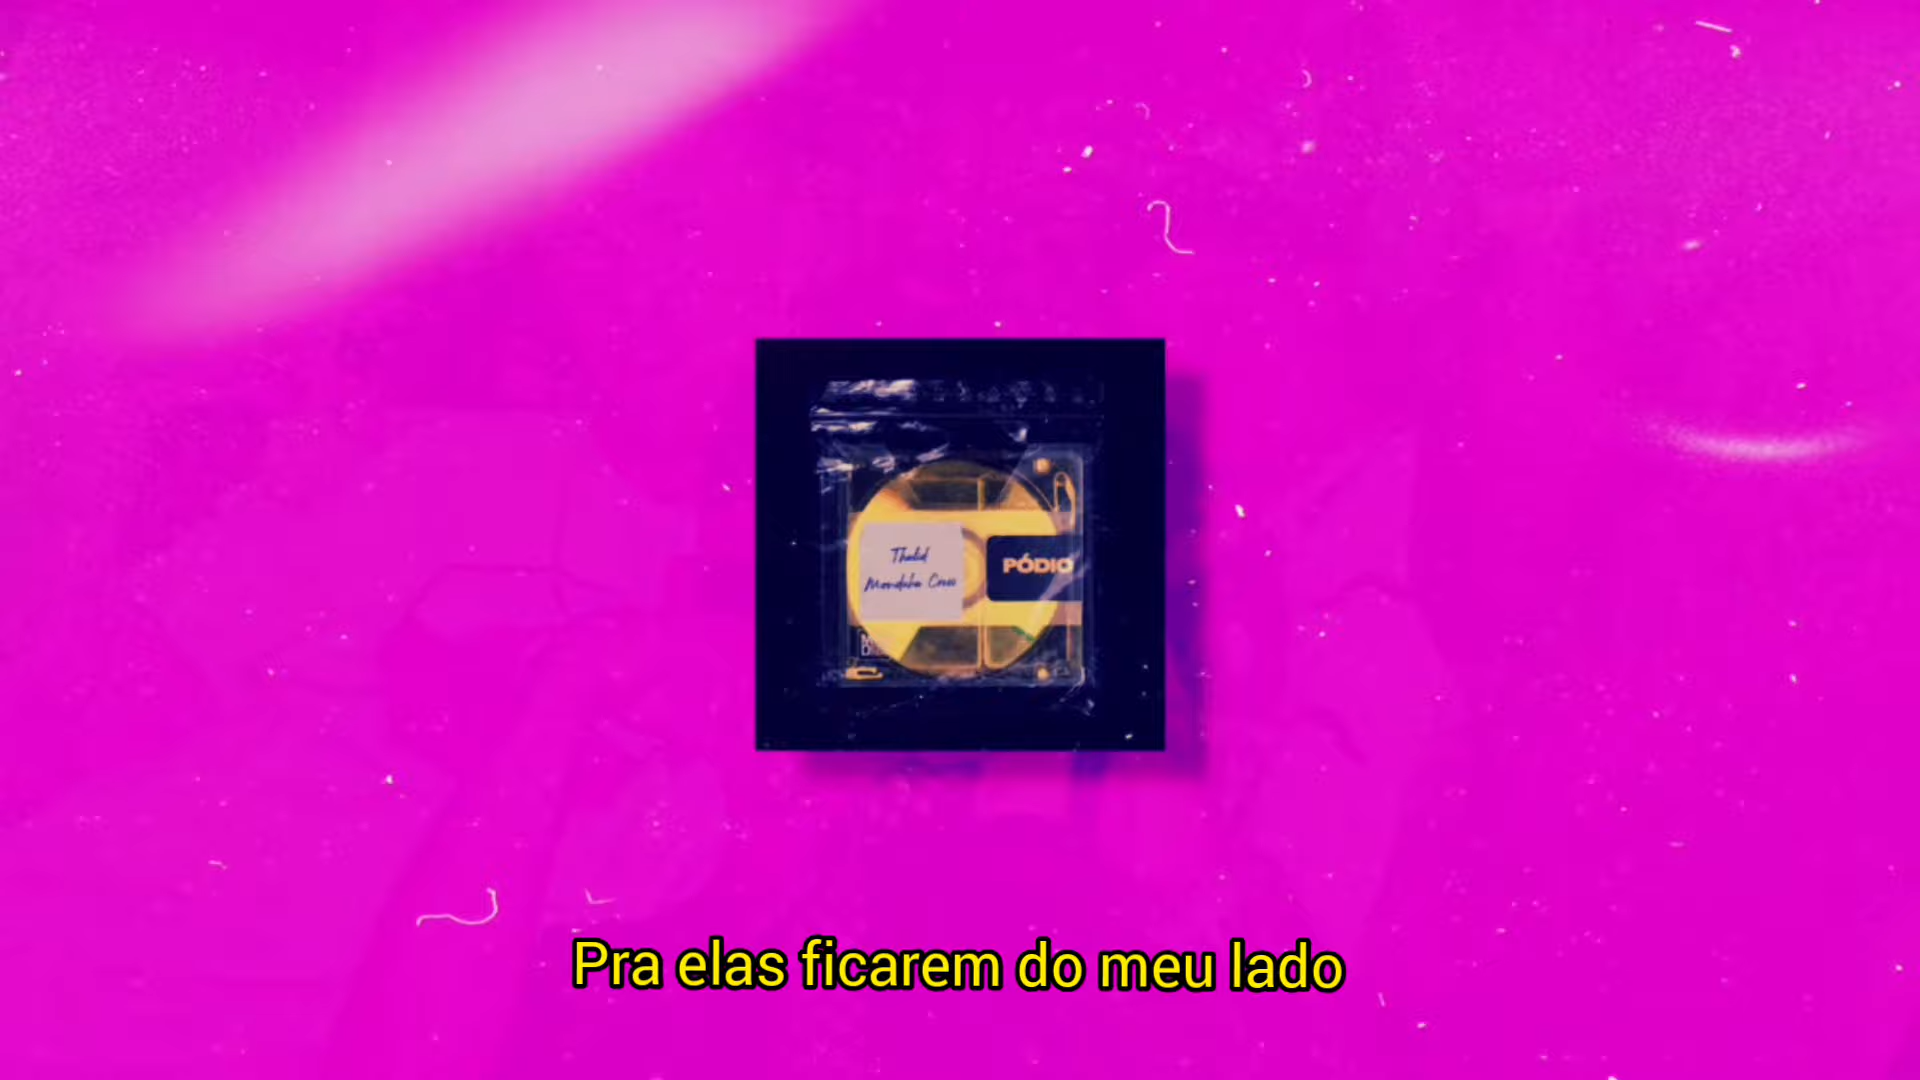 Thalid
PÓDIO
Pra elas ficarem do meu lado